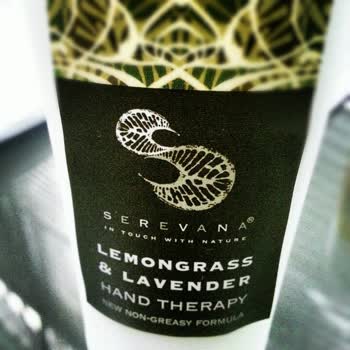 SEREVANA®
IN TOUCH WITH NATURE
LEMONGRASS
& LAVENDER
HAND THERAPY
NEW NON-GREASY FORMULA